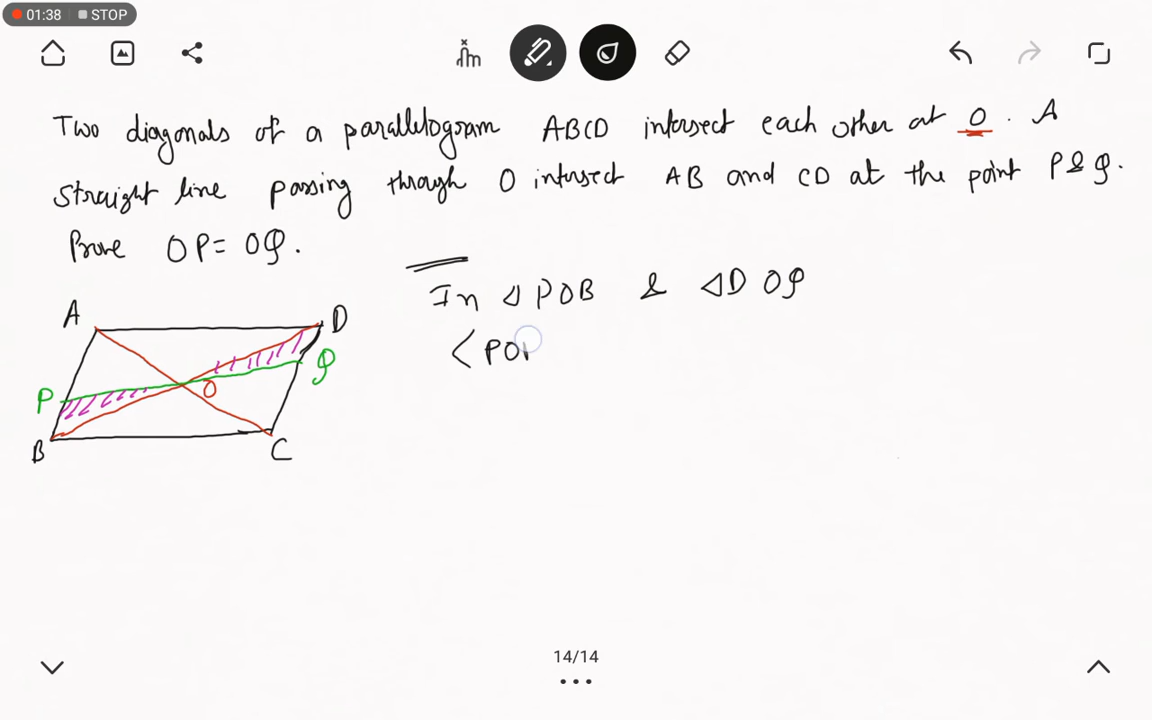 01:38 STOP
Two diagonals of a parallelogram ABCD intersect each other at O. A
straight line passing through O intersect AB and CD at the point P & Q.
Prove OP = OQ.
In △ POB & △ DOQ
< PO
A
D
P
O
Q
B
C
14/14